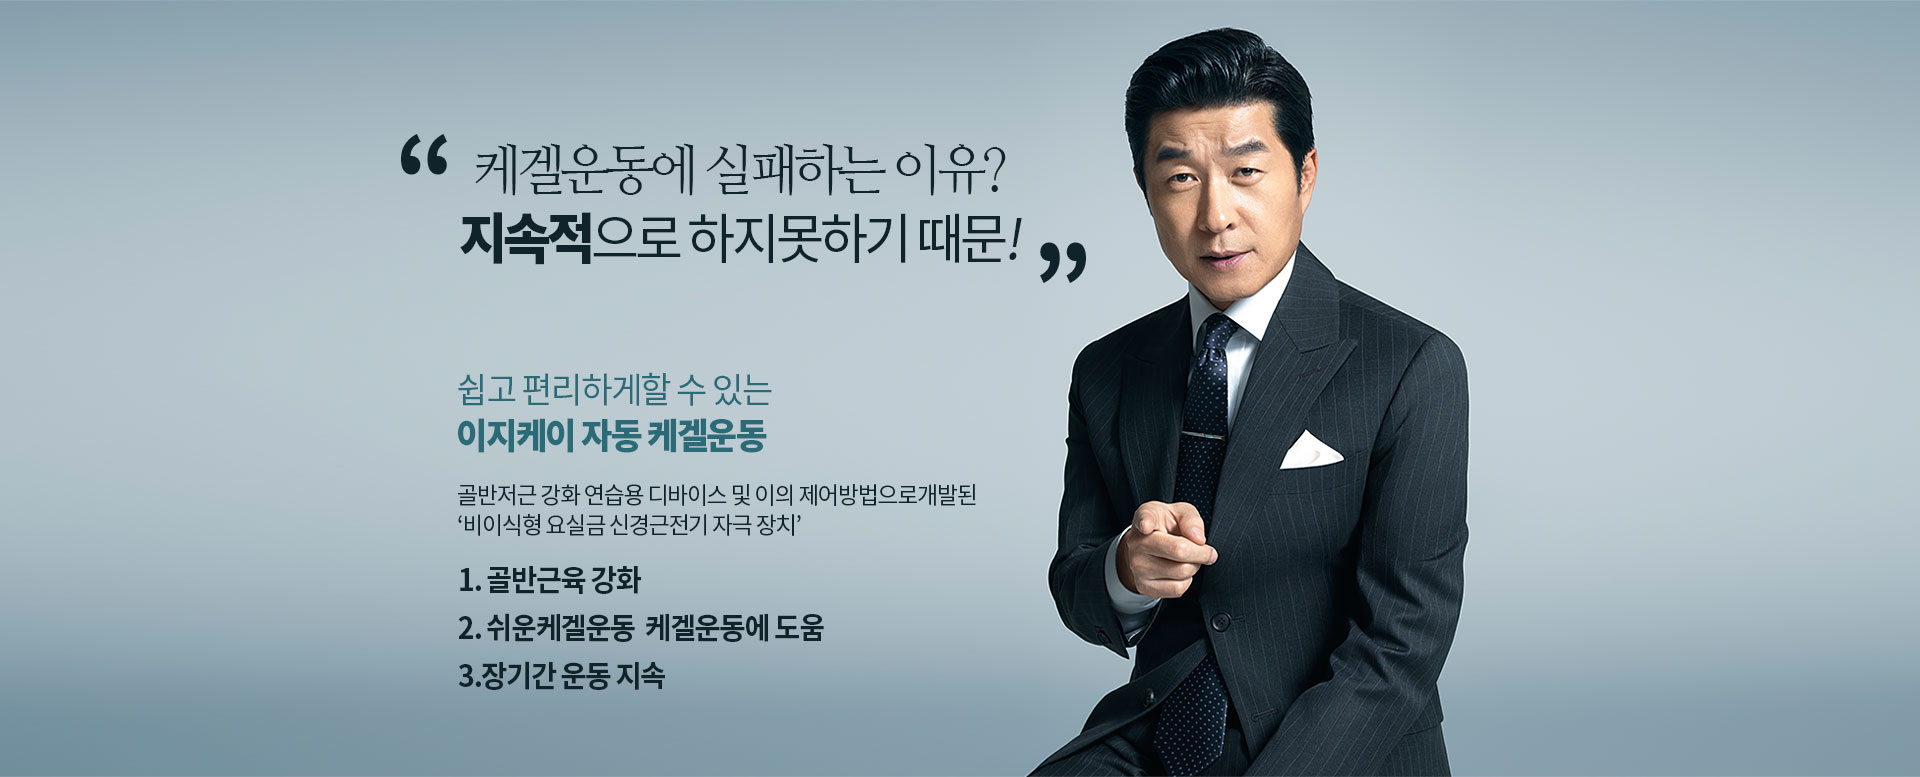 “ 케겔운동에 실패하는 이유?
지속적으로 하지못하기 때문! ”
쉽고 편리하게할 수 있는
이지케이 자동 케겔운동
골반저근 강화 연습용 디바이스 및 이의 제어방법으로개발된
‘비이식형 요실금 신경근전기 자극 장치’
1. 골반근육 강화
2. 쉬운케겔운동 케겔운동에 도움
3.장기간 운동 지속